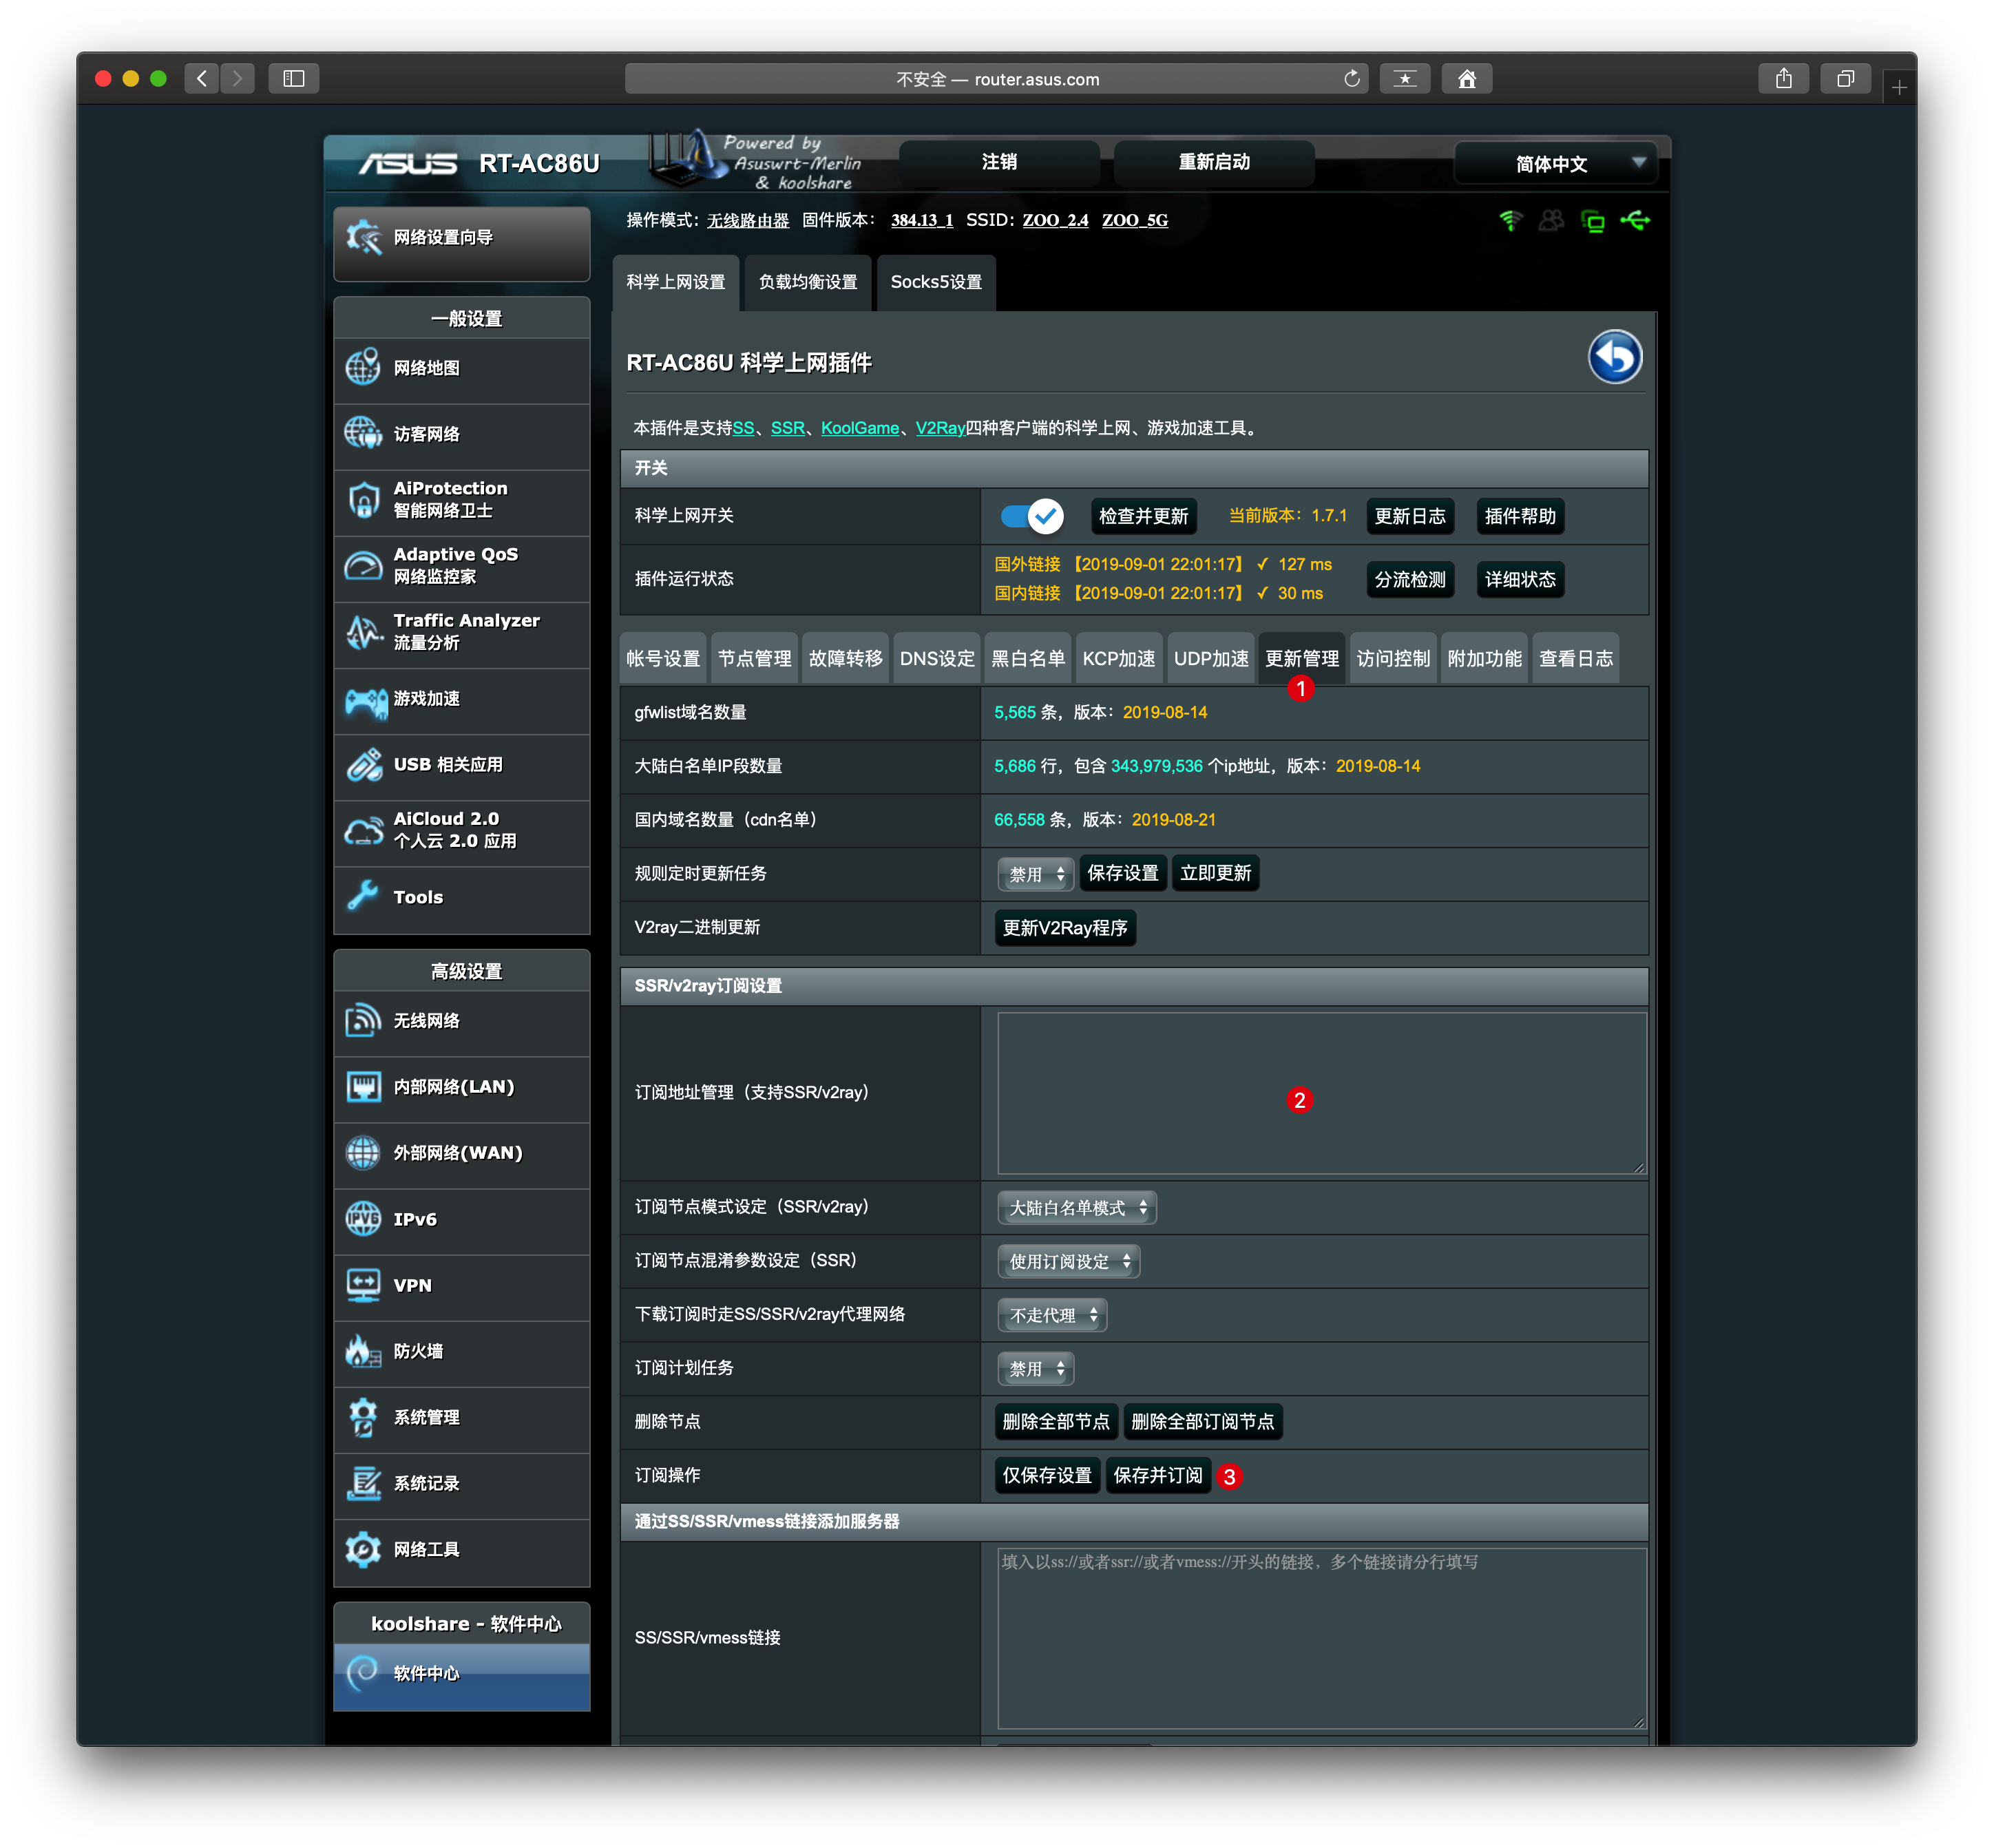 不安全 — router.asus.com
ASUS RT-AC86U
Powered by
Asuswrt-Merlin
& koolshare
注销
重新启动
简体中文
操作模式: 无线路由器 固件版本: 384.13_1 SSID: ZOO_2.4 ZOO_5G
网络设置向导
一般设置
网络地图
访客网络
AiProtection
智能网络卫士
Adaptive QoS
网络监控家
Traffic Analyzer
流量分析
游戏加速
USB 相关应用
AiCloud 2.0
个人云 2.0 应用
Tools
高级设置
无线网络
内部网络(LAN)
外部网络(WAN)
IPv6
VPN
防火墙
系统管理
系统记录
网络工具
koolshare - 软件中心
软件中心
科学上网设置
负载均衡设置
Socks5设置
RT-AC86U 科学上网插件
本插件是支持SS、SSR、KoolGame、V2Ray四种客户端的科学上网、游戏加速工具。
开关
科学上网开关
检查并更新
当前版本：1.7.1
更新日志
插件帮助
插件运行状态
国外链接 【2019-09-01 22:01:17】 ✓ 127 ms
国内链接 【2019-09-01 22:01:17】 ✓ 30 ms
分流检测
详细状态
帐号设置
节点管理
故障转移
DNS设定
黑白名单
KCP加速
UDP加速
更新管理
访问控制
附加功能
查看日志
1
gfwlist域名数量
5,565 条，版本：2019-08-14
大陆白名单IP段数量
5,686 行，包含 343,979,536 个ip地址，版本：2019-08-14
国内域名数量（cdn名单）
66,558 条，版本：2019-08-21
规则定时更新任务
禁用
保存设置
立即更新
V2ray二进制更新
更新V2Ray程序
SSR/v2ray订阅设置
订阅地址管理（支持SSR/v2ray）
2
订阅节点模式设定（SSR/v2ray）
大陆白名单模式
订阅节点混淆参数设定（SSR）
使用订阅设定
下载订阅时走SS/SSR/v2ray代理网络
不走代理
订阅计划任务
禁用
删除节点
删除全部节点
删除全部订阅节点
订阅操作
仅保存设置
保存并订阅
3
通过SS/SSR/vmess链接添加服务器
SS/SSR/vmess链接
填入以ss://或者ssr://或者vmess://开头的链接，多个链接请分行填写